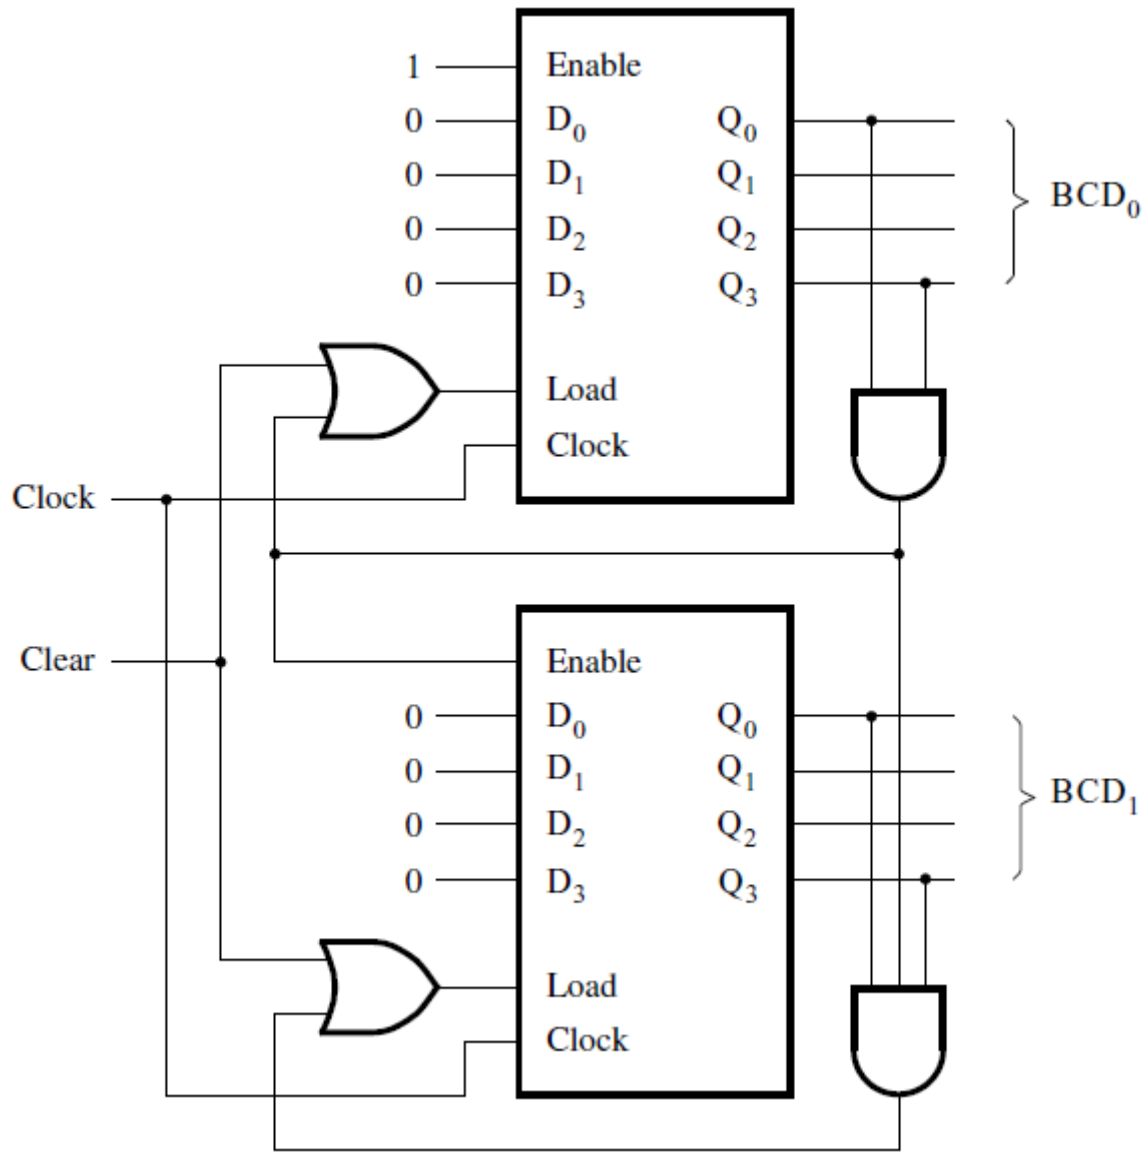 1 Enable
0 D0 Q0
0 D1 Q1
0 D2 Q2
0 D3 Q3
BCD0
Load
Clock
Clock
Clear
Enable
0 D0 Q0
0 D1 Q1
0 D2 Q2
0 D3 Q3
BCD1
Load
Clock